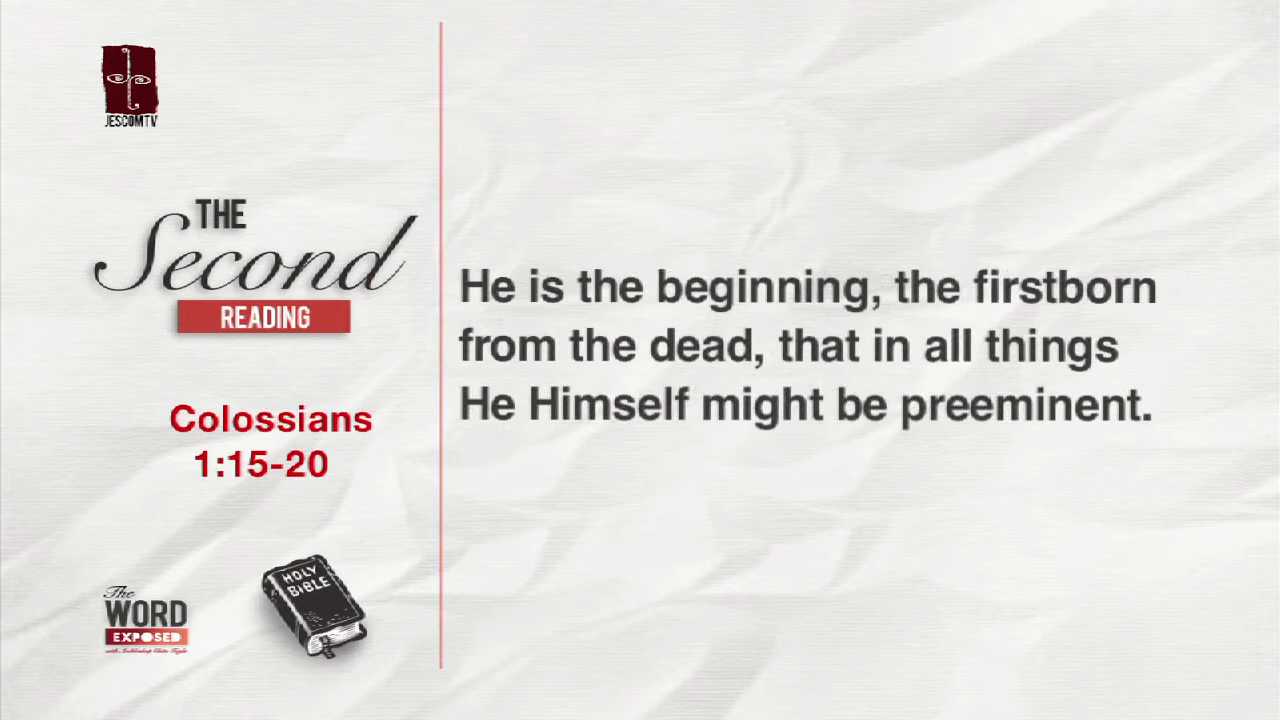 JESCOMTV
THE
Second
READING
Colossians
1:15-20
He is the beginning, the firstborn
from the dead, that in all things
He Himself might be preeminent.
HOLY
BIBLE
The
WORD
EXPOSED